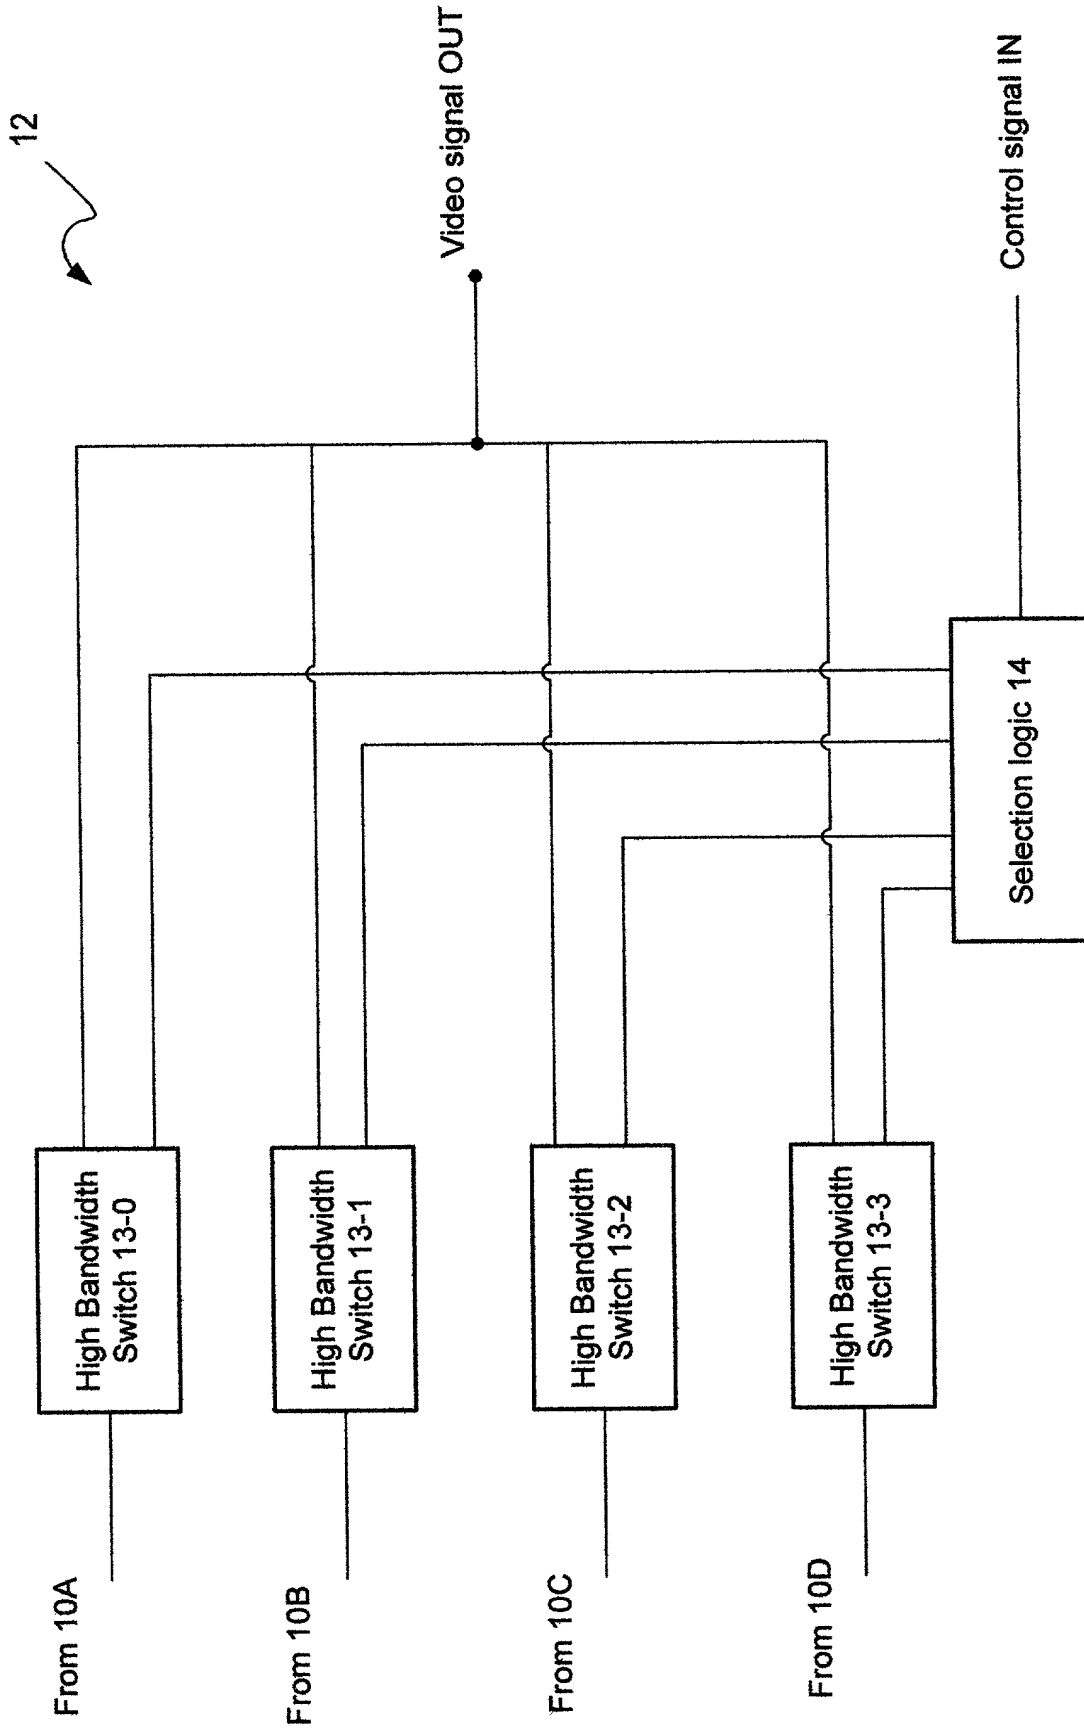 12
From 10A
High Bandwidth
Switch 13-0
From 10B
High Bandwidth
Switch 13-1
Video signal OUT
From 10C
High Bandwidth
Switch 13-2
From 10D
High Bandwidth
Switch 13-3
Selection logic 14
Control signal IN